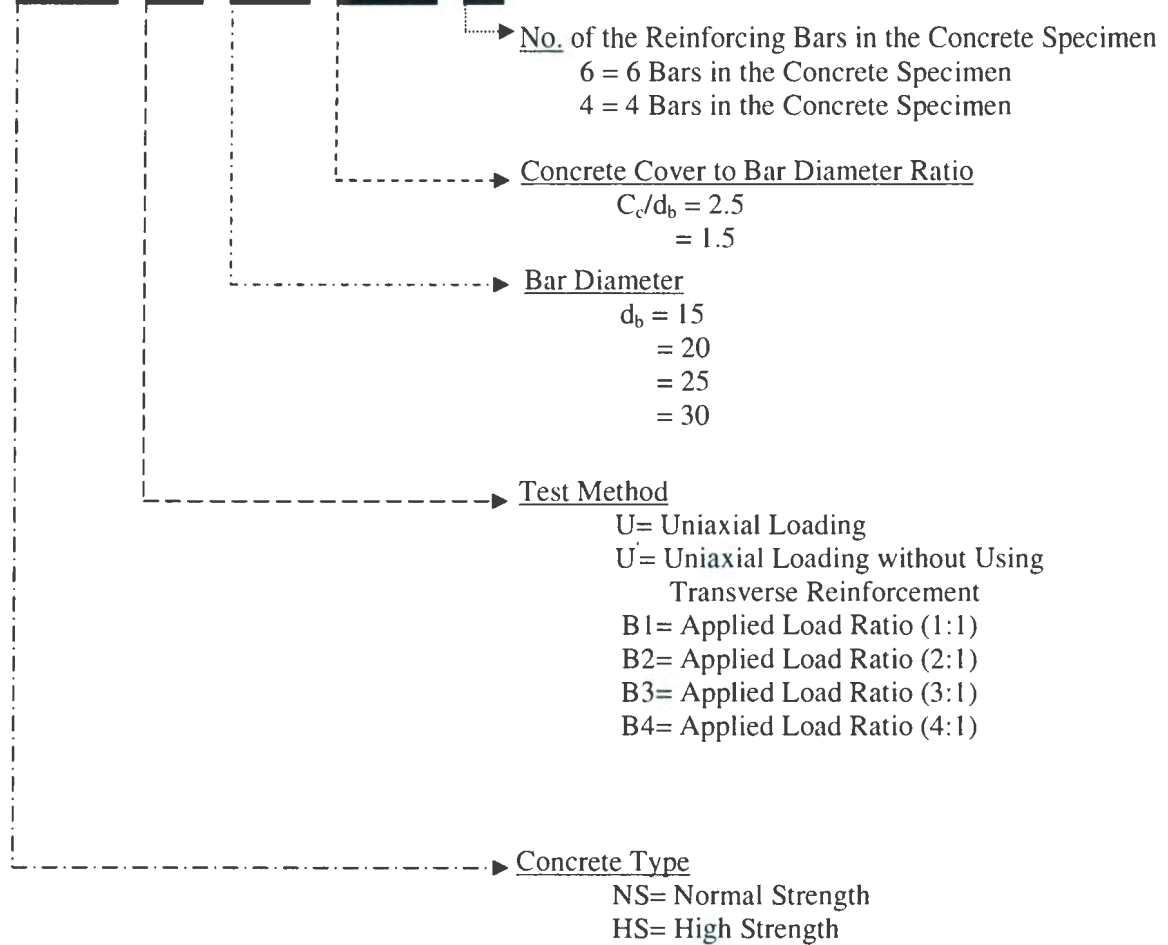 No. of the Reinforcing Bars in the Concrete Specimen
6 = 6 Bars in the Concrete Specimen
4 = 4 Bars in the Concrete Specimen
Concrete Cover to Bar Diameter Ratio
Cc/db = 2.5
= 1.5
Bar Diameter
db = 15
= 20
= 25
= 30
Test Method
U= Uniaxial Loading
U'= Uniaxial Loading without Using
Transverse Reinforcement
B1= Applied Load Ratio (1:1)
B2= Applied Load Ratio (2:1)
B3= Applied Load Ratio (3:1)
B4= Applied Load Ratio (4:1)
Concrete Type
NS= Normal Strength
HS= High Strength